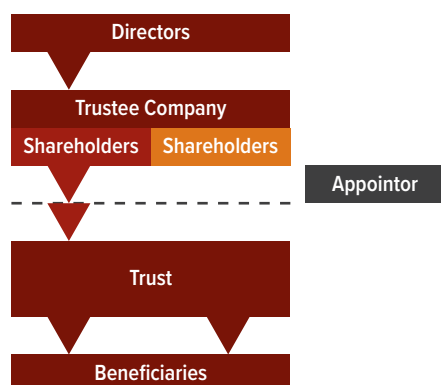 Directors
Trustee Company
Shareholders Shareholders
Appointor
Trust
Beneficiaries